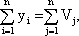 ∑_{i=1}^{n} y_i = ∑_{j=1}^{n} V_j,